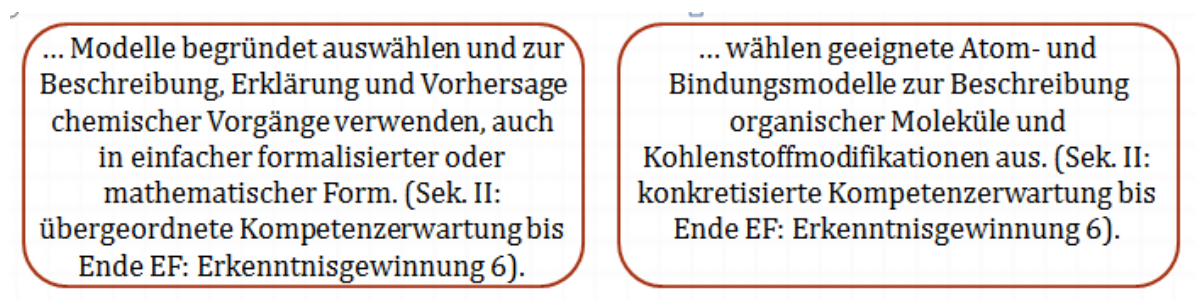 ... Modelle begründet auswählen und zur
Beschreibung, Erklärung und Vorhersage
chemischer Vorgänge verwenden, auch
in einfacher formalisierter oder
mathematischer Form. (Sek. II:
übergeordnete Kompetenzerwartung bis
Ende EF: Erkenntnisgewinnung 6).
... wählen geeignete Atom- und
Bindungsmodelle zur Beschreibung
organischer Moleküle und
Kohlenstoffmodifikationen aus. (Sek. II:
konkretisierte Kompetenzerwartung bis
Ende EF: Erkenntnisgewinnung 6).